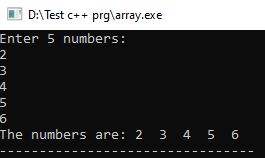 D:\Test c++ prg\array.exe
Enter 5 numbers:
2
3
4
5
6
The numbers are: 2  3  4  5  6
--------------------------------